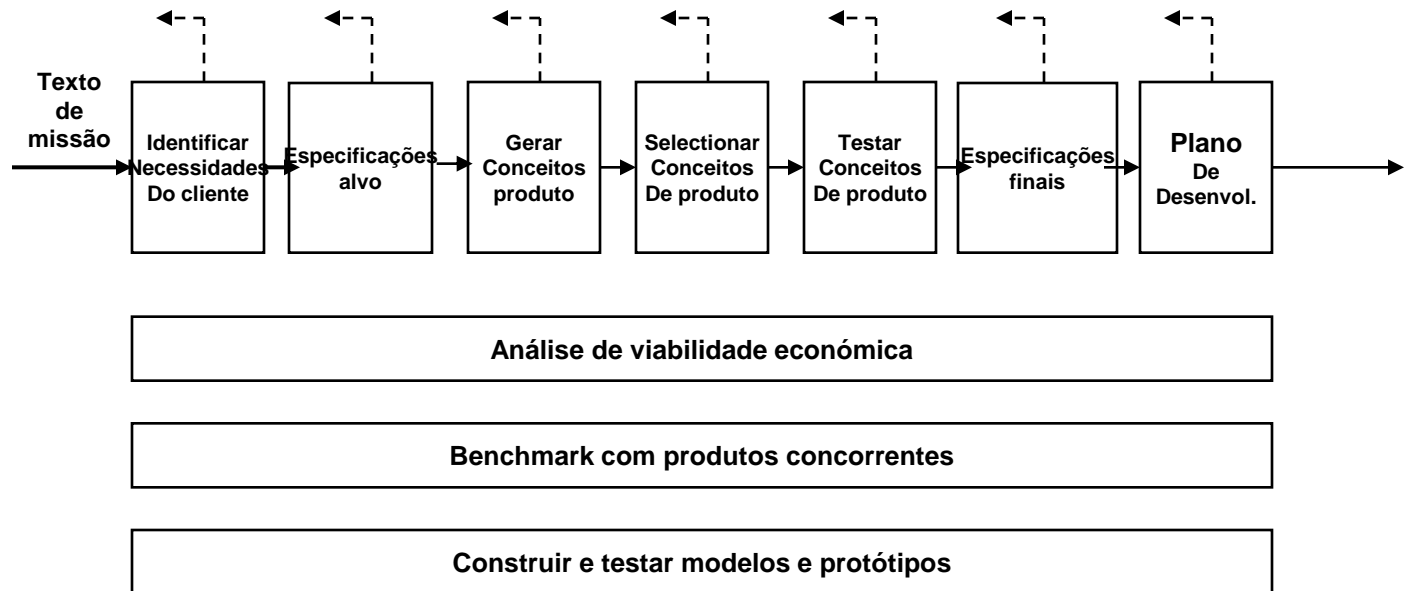 Texto
de
missão
Identificar
Necessidades
Do cliente
Especificações
alvo
Gerar
Conceitos
produto
Selectionar
Conceitos
De produto
Testar
Conceitos
De produto
Especificações
finais
Plano
De
Desenvol.
Análise de viabilidade económica
Benchmark com produtos concorrentes
Construir e testar modelos e protótipos